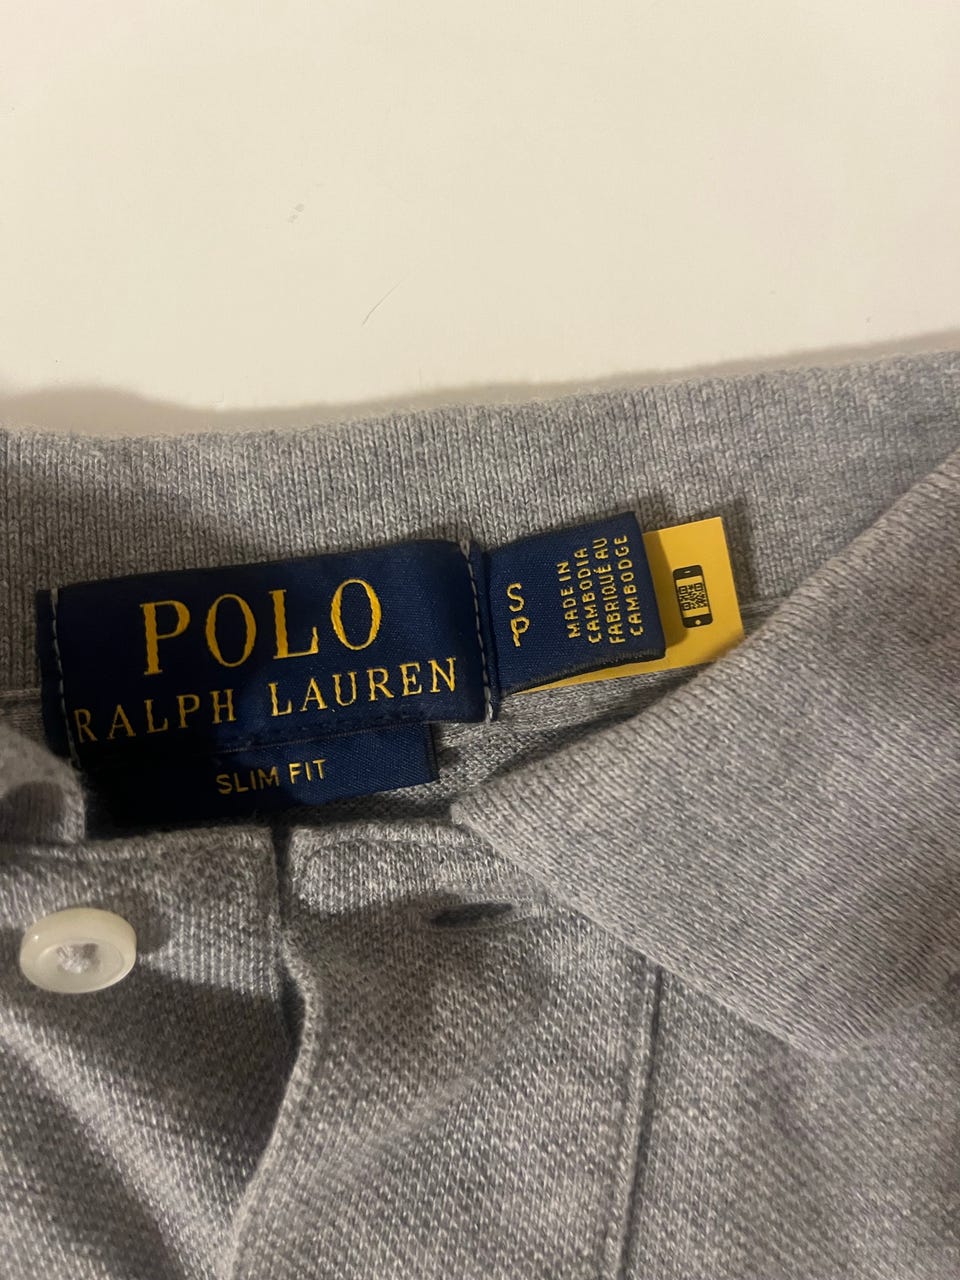 POLO
RALPH LAUREN
SLIM FIT
S
P
MADE IN
CAMBODIA
FABRIQUÉ AU
CAMBODGE